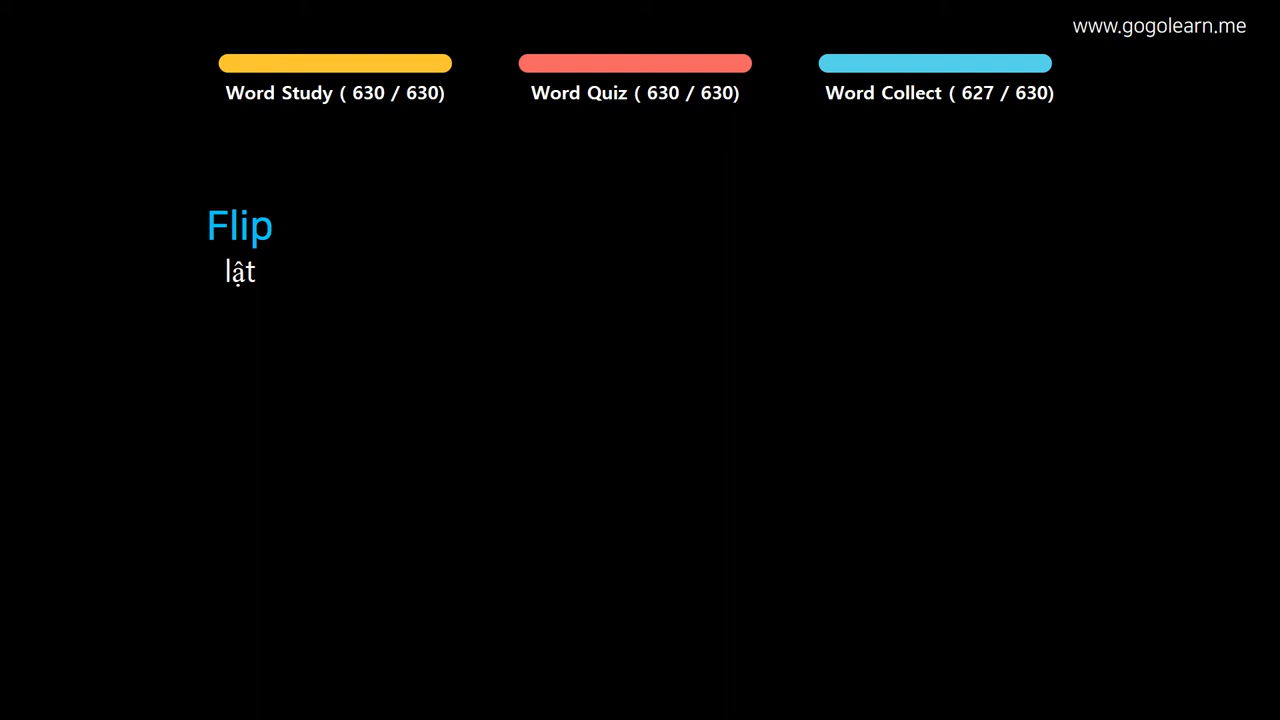 www.gogolearn.me
Word Study ( 630 / 630)
Word Quiz ( 630 / 630)
Word Collect ( 627 / 630)
Flip
lật